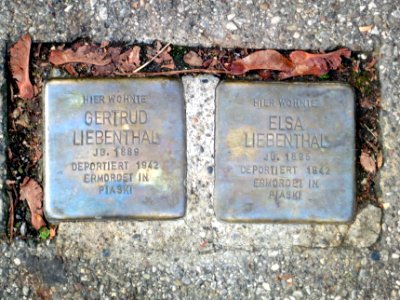 HIER WOHNTE
GERTRUD
LIEBENTHAL
JG. 1889
DEPORTIERT 1942
ERMORDET IN
PIASKI
HIER WOHNTE
ELSA
LIEBENTHAL
JG. 1886
DEPORTIERT 1942
ERMORDET IN
PIASKI